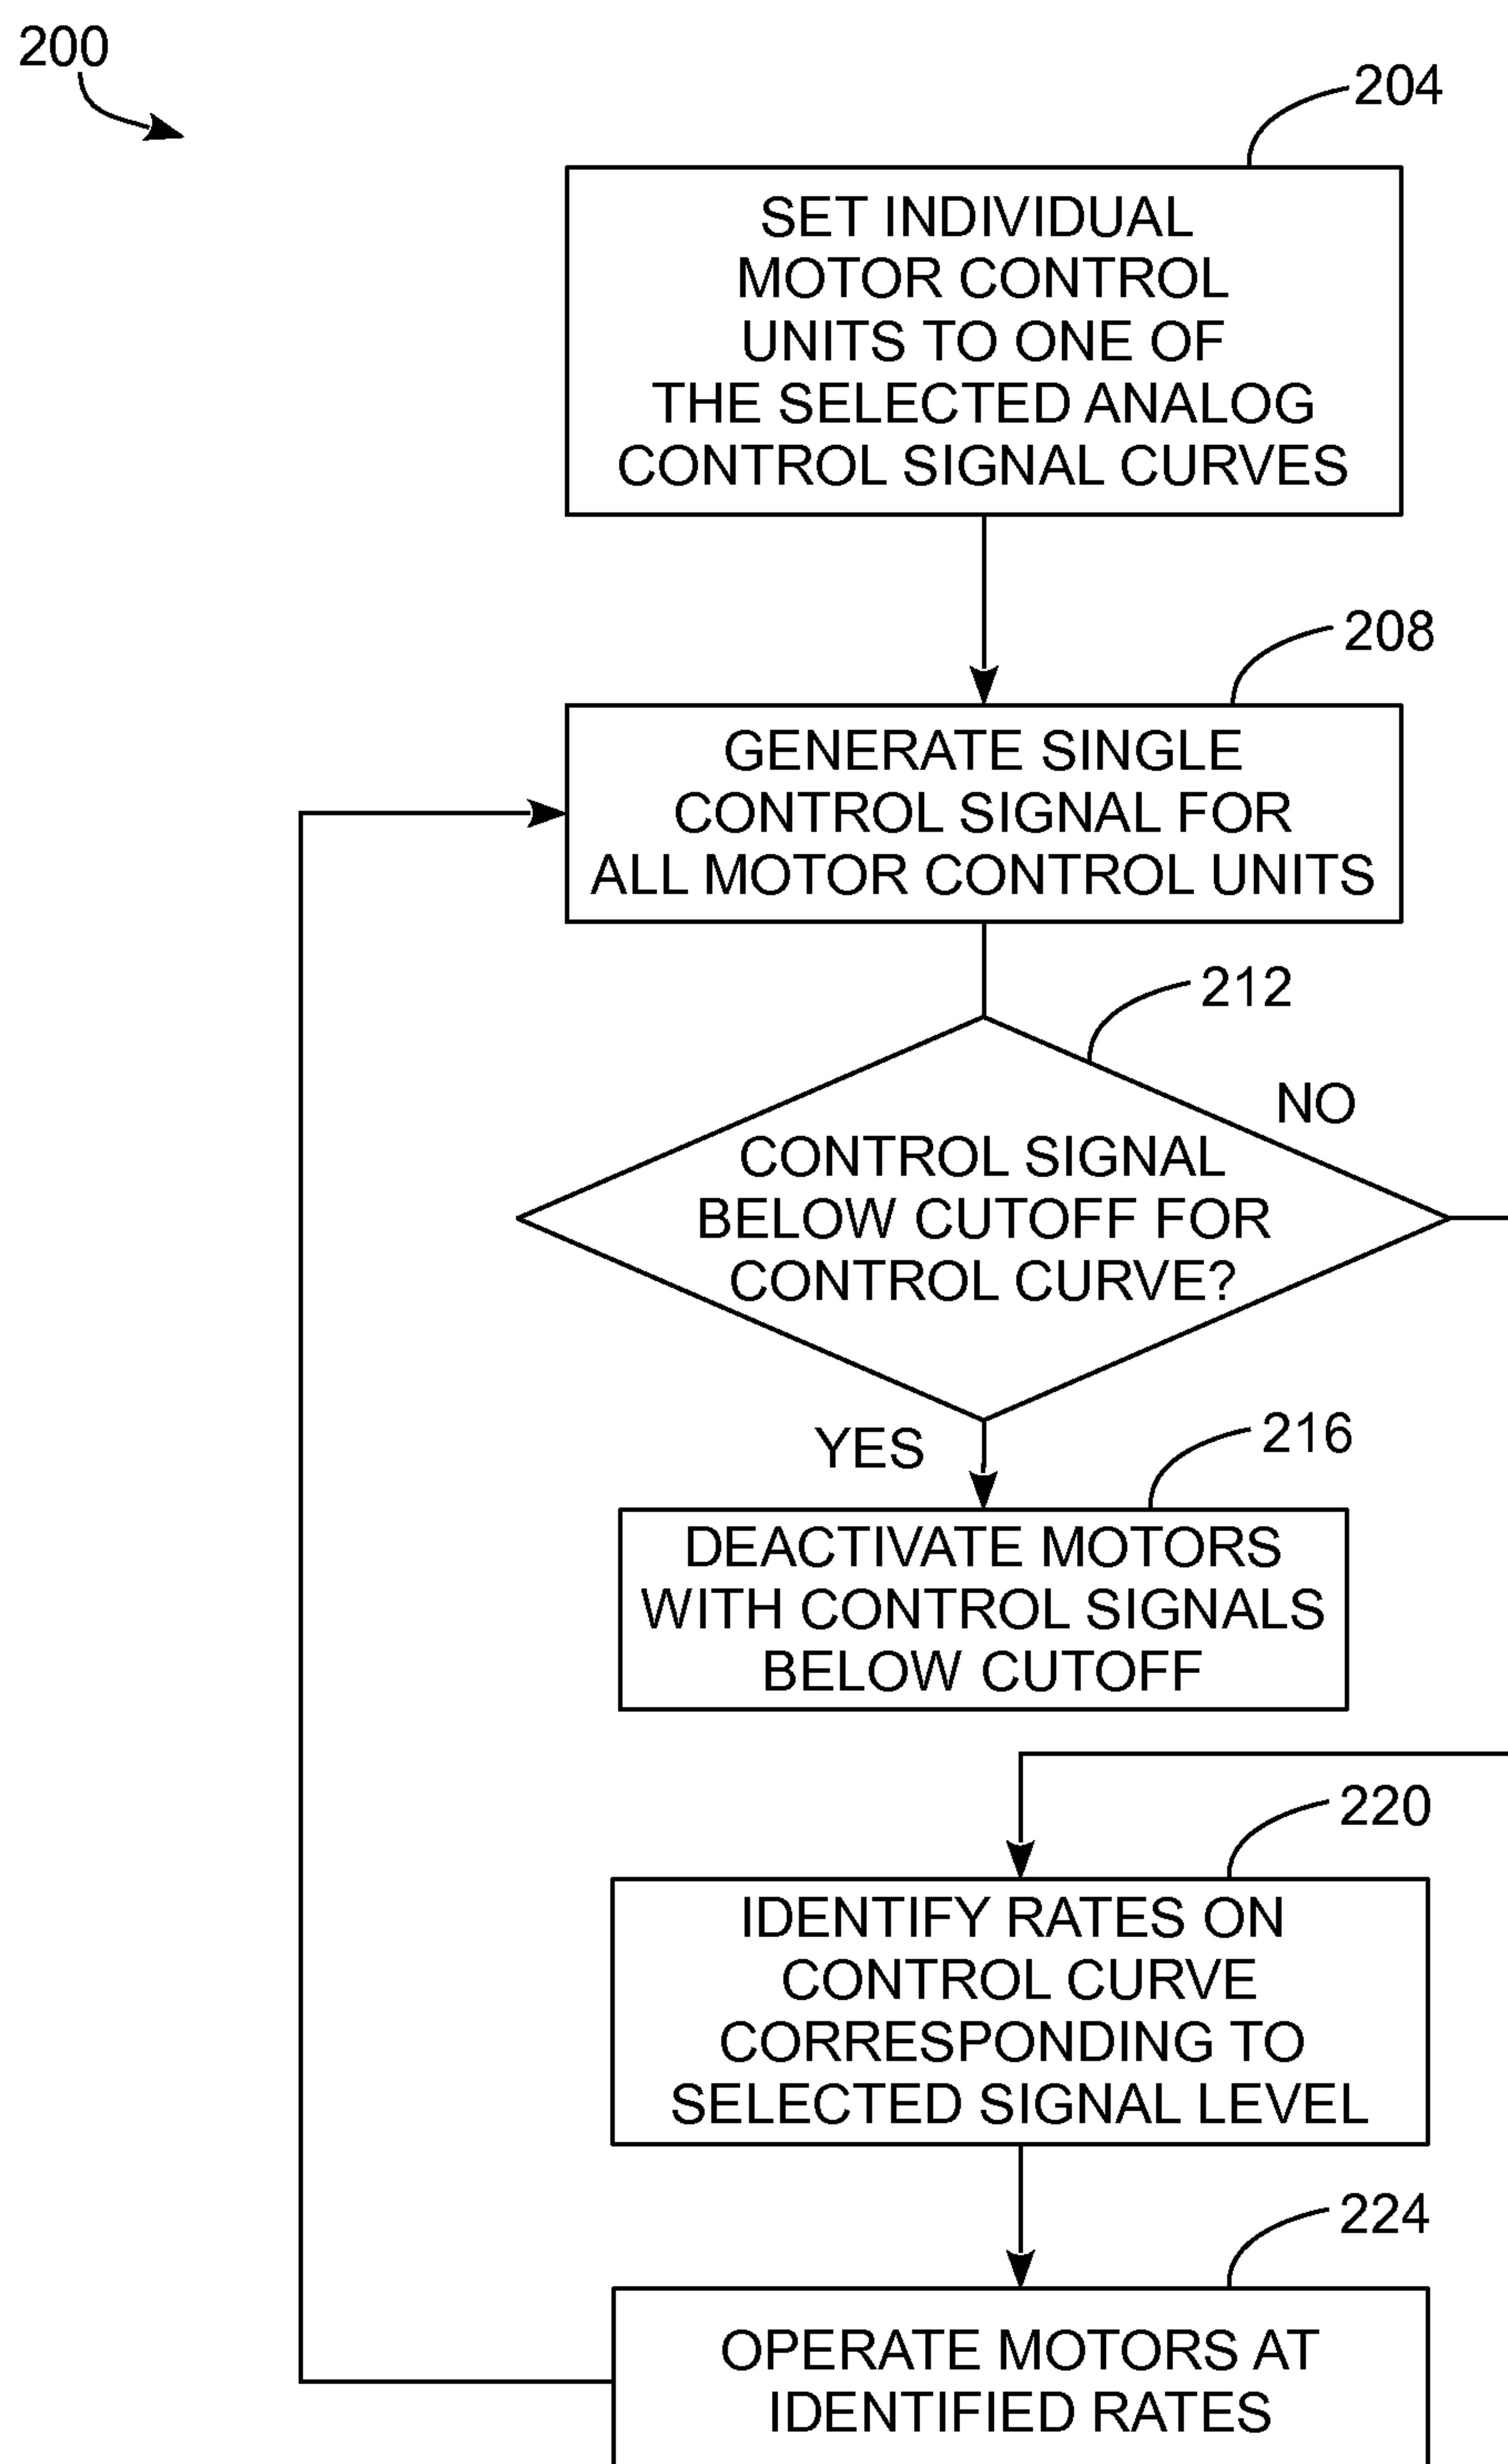 200
204
SET INDIVIDUAL
MOTOR CONTROL
UNITS TO ONE OF
THE SELECTED ANALOG
CONTROL SIGNAL CURVES
208
GENERATE SINGLE
CONTROL SIGNAL FOR
ALL MOTOR CONTROL UNITS
212
NO
CONTROL SIGNAL
BELOW CUTOFF FOR
CONTROL CURVE?
YES
216
DEACTIVATE MOTORS
WITH CONTROL SIGNALS
BELOW CUTOFF
220
IDENTIFY RATES ON
CONTROL CURVE
CORRESPONDING TO
SELECTED SIGNAL LEVEL
224
OPERATE MOTORS AT
IDENTIFIED RATES